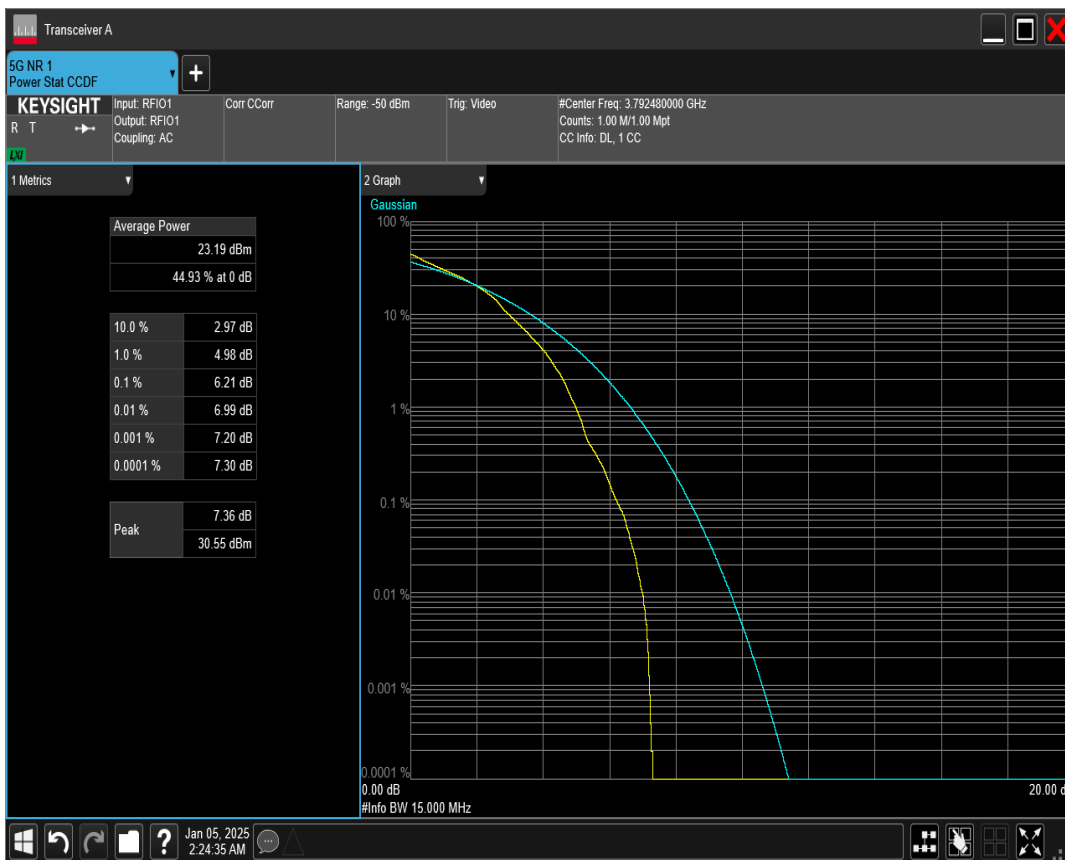 Transceiver A
5G NR 1
Power Stat CCDF
KEYSIGHT
R T
LXI
Input: RFIO1
Output: RFIO1
Coupling: AC
Corr CCorr
Range: -50 dBm
Trig: Video
#Center Freq: 3.792480000 GHz
Counts: 1.00 M/1.00 Mpt
CC Info: DL, 1 CC
1 Metrics
Average Power
23.19 dBm
44.93 % at 0 dB
10.0 % 2.97 dB
1.0 % 4.98 dB
0.1 % 6.21 dB
0.01 % 6.99 dB
0.001 % 7.20 dB
0.0001 % 7.30 dB
Peak
7.36 dB
30.55 dBm
2 Graph
Gaussian
100 %
10 %
1 %
0.1 %
0.01 %
0.001 %
0.0001 %
0.00 dB
20.00 d
#Info BW 15.000 MHz
?
Jan 05, 2025
2:24:35 AM